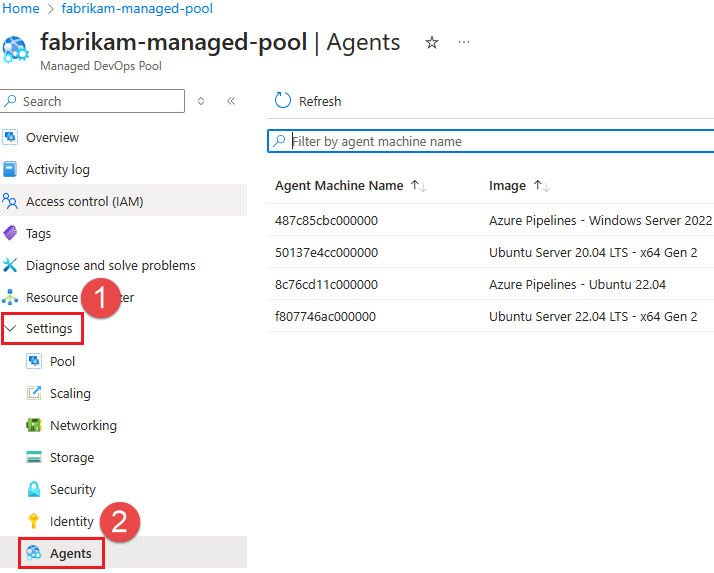 Home > fabrikam-managed-pool
fabrikam-managed-pool | Agents
Managed DevOps Pool
Search
Overview
Activity log
Access control (IAM)
Tags
Diagnose and solve problems
Resource zer
1
Settings
Pool
Scaling
Networking
Storage
Security
Identity
2
Agents
Refresh
Filter by agent machine name
Agent Machine Name Image
487c85cbc000000 Azure Pipelines - Windows Server 2022
50137e4cc000000 Ubuntu Server 20.04 LTS - x64 Gen 2
8c76cd11c000000 Azure Pipelines - Ubuntu 22.04
f807746ac000000 Ubuntu Server 22.04 LTS - x64 Gen 2